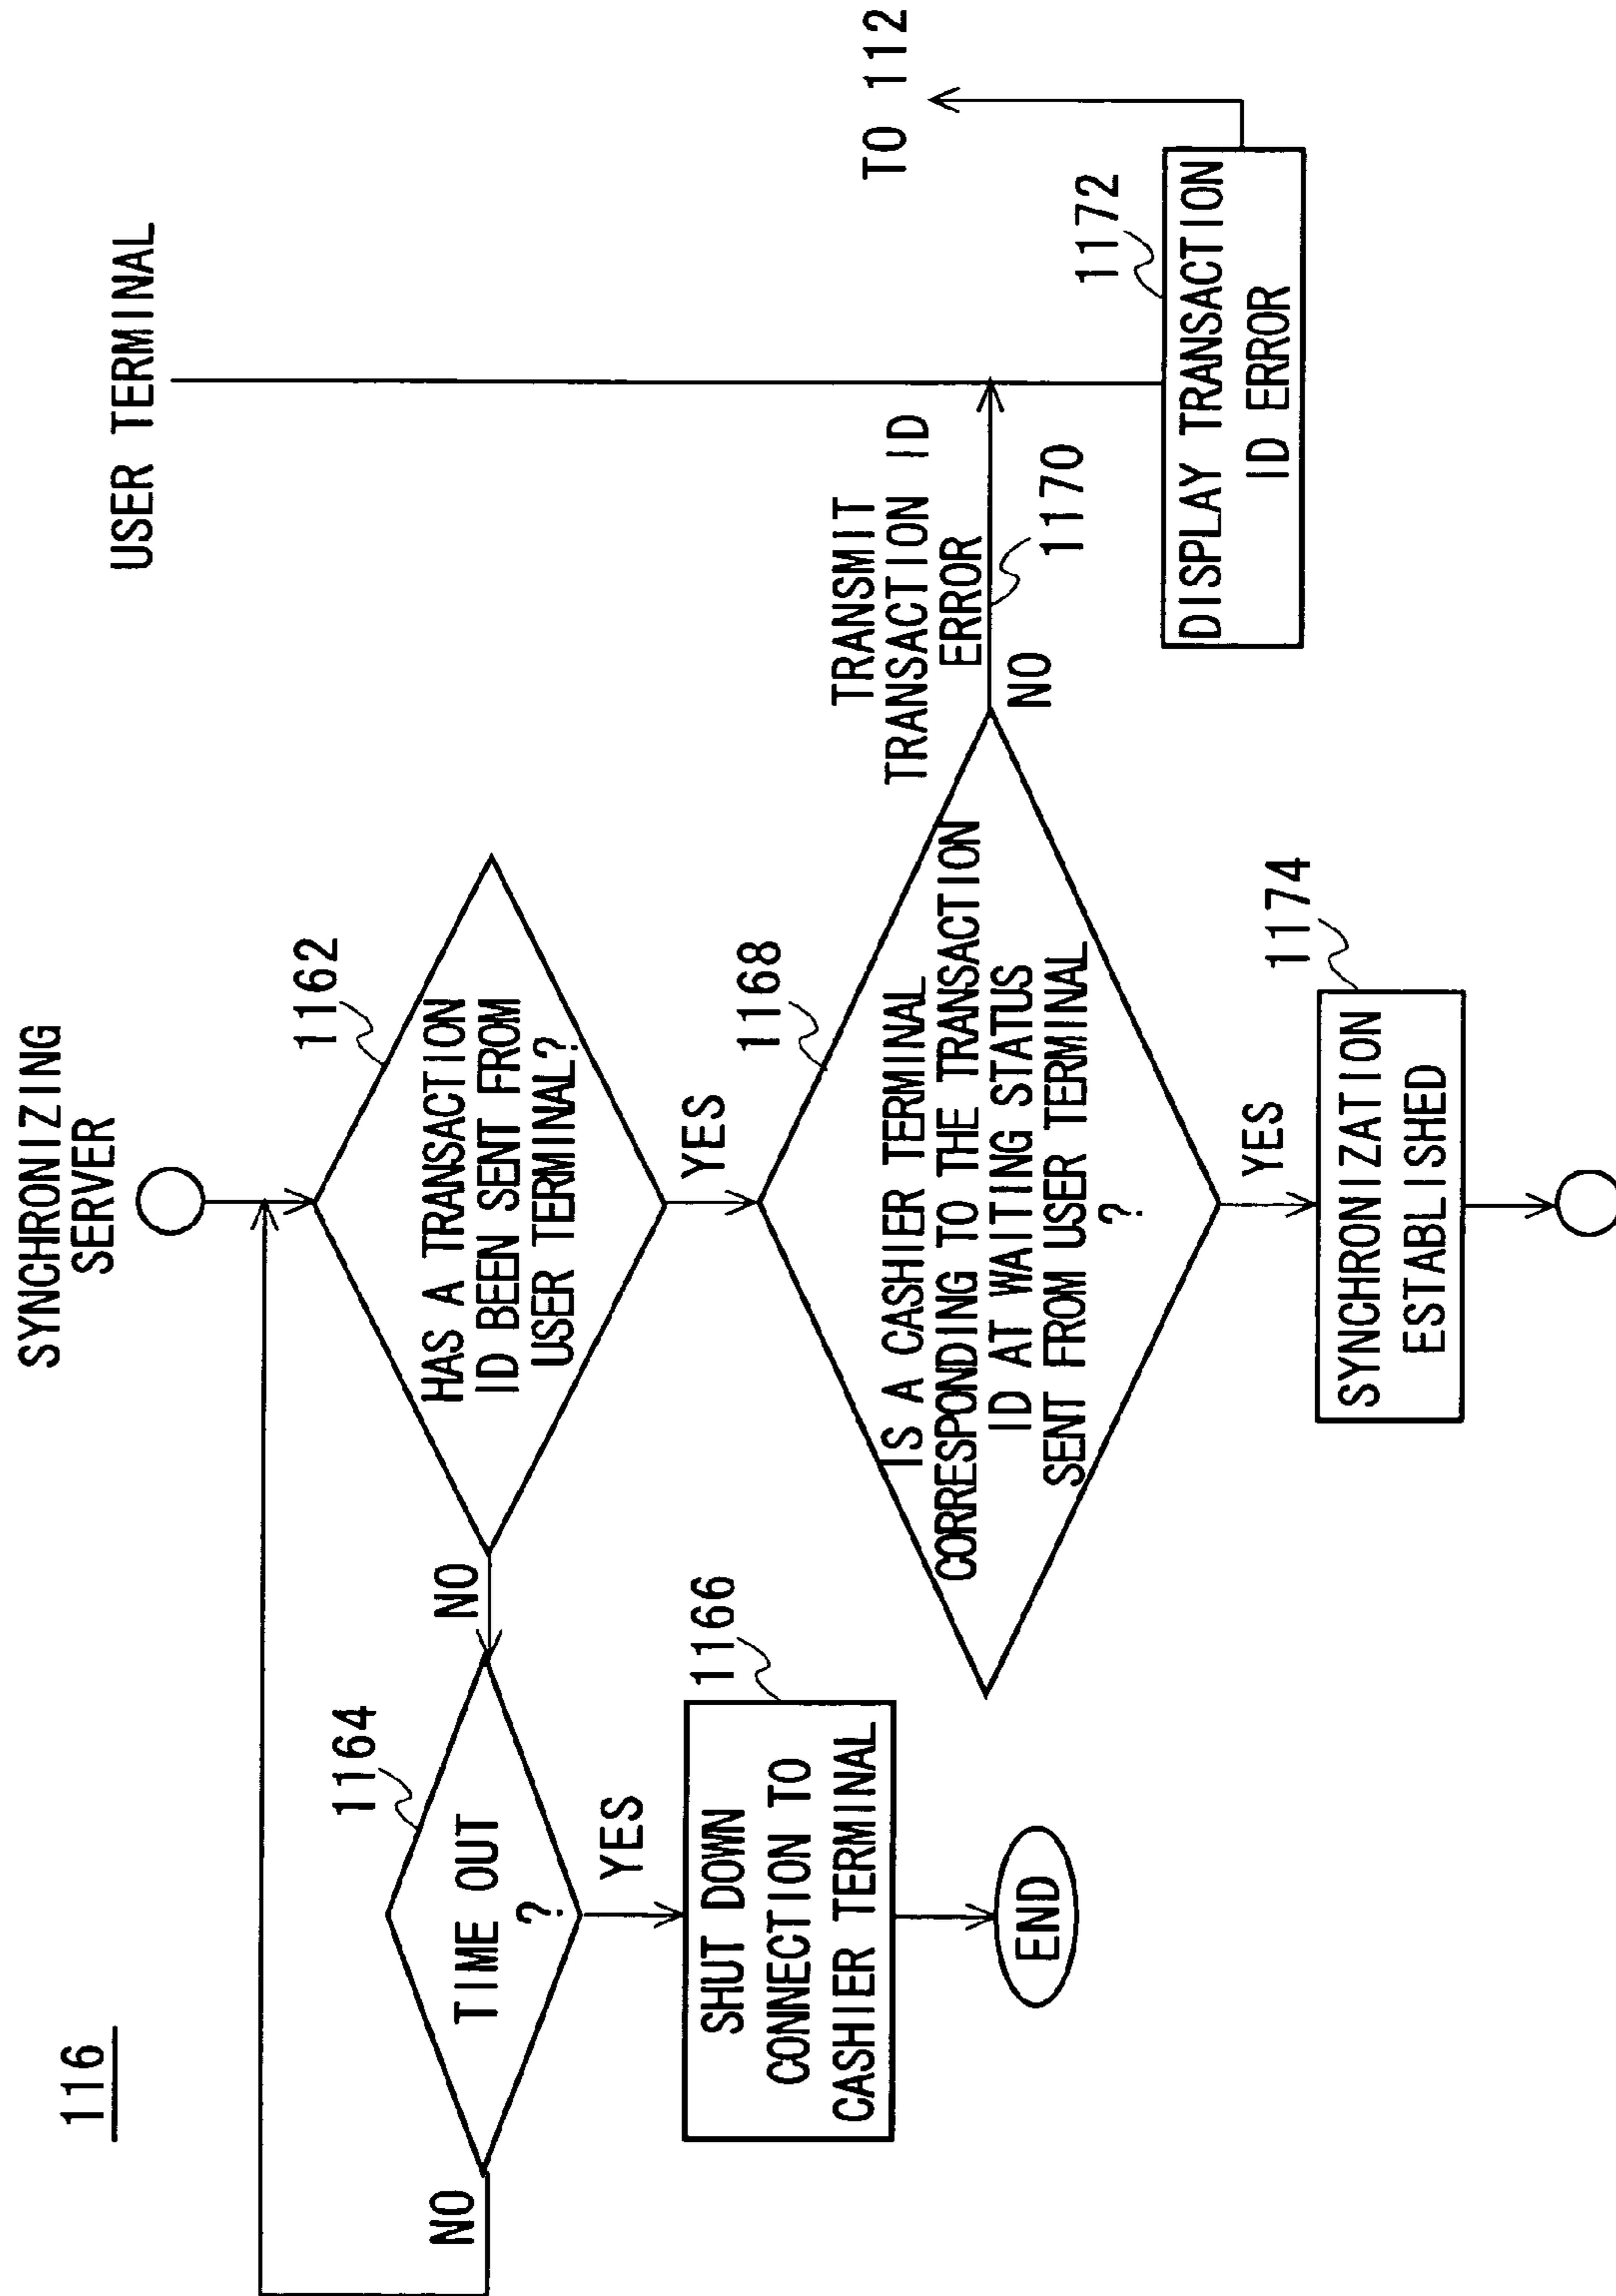 116
SYNCHRONIZING
SERVER
USER TERMINAL
1162
HAS A TRANSACTION
ID BEEN SENT FROM
USER TERMINAL?
NO
YES
1164
TIME OUT
?
NO
YES
1166
SHUT DOWN
CONNECTION TO
CASHIER TERMINAL
END
1168
IS A CASHIER TERMINAL
CORRESPONDING TO THE TRANSACTION
ID AT WAITING STATUS
SENT FROM USER TERMINAL
?
NO
YES
TRANSMIT
TRANSACTION ID
ERROR
1170
TO 112
1172
DISPLAY TRANSACTION
ID ERROR
1174
SYNCHRONIZATION
ESTABLISHED